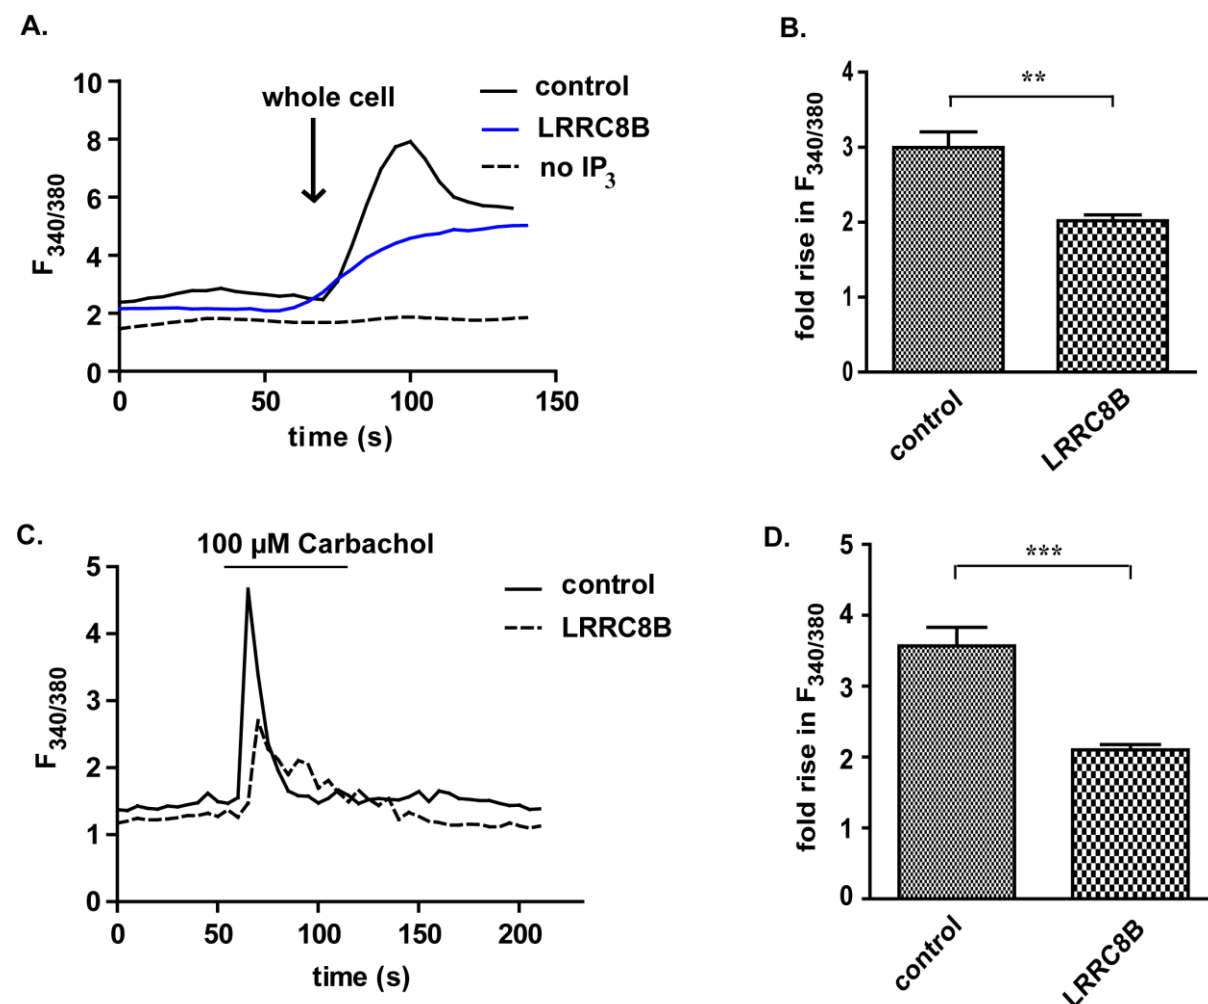 A.
whole cell
control
LRRC8B
no IP3
10
8
6
4
2
0
F340/380
0 50 100 150
time (s)
B.
**
4
3
2
1
0
fold rise in F340/380
control LRRC8B
C.
100 µM Carbachol
control
LRRC8B
5
4
3
2
1
0
F340/380
0 50 100 150 200
time (s)
D.
***
5
4
3
2
1
0
fold rise in F340/380
control LRRC8B